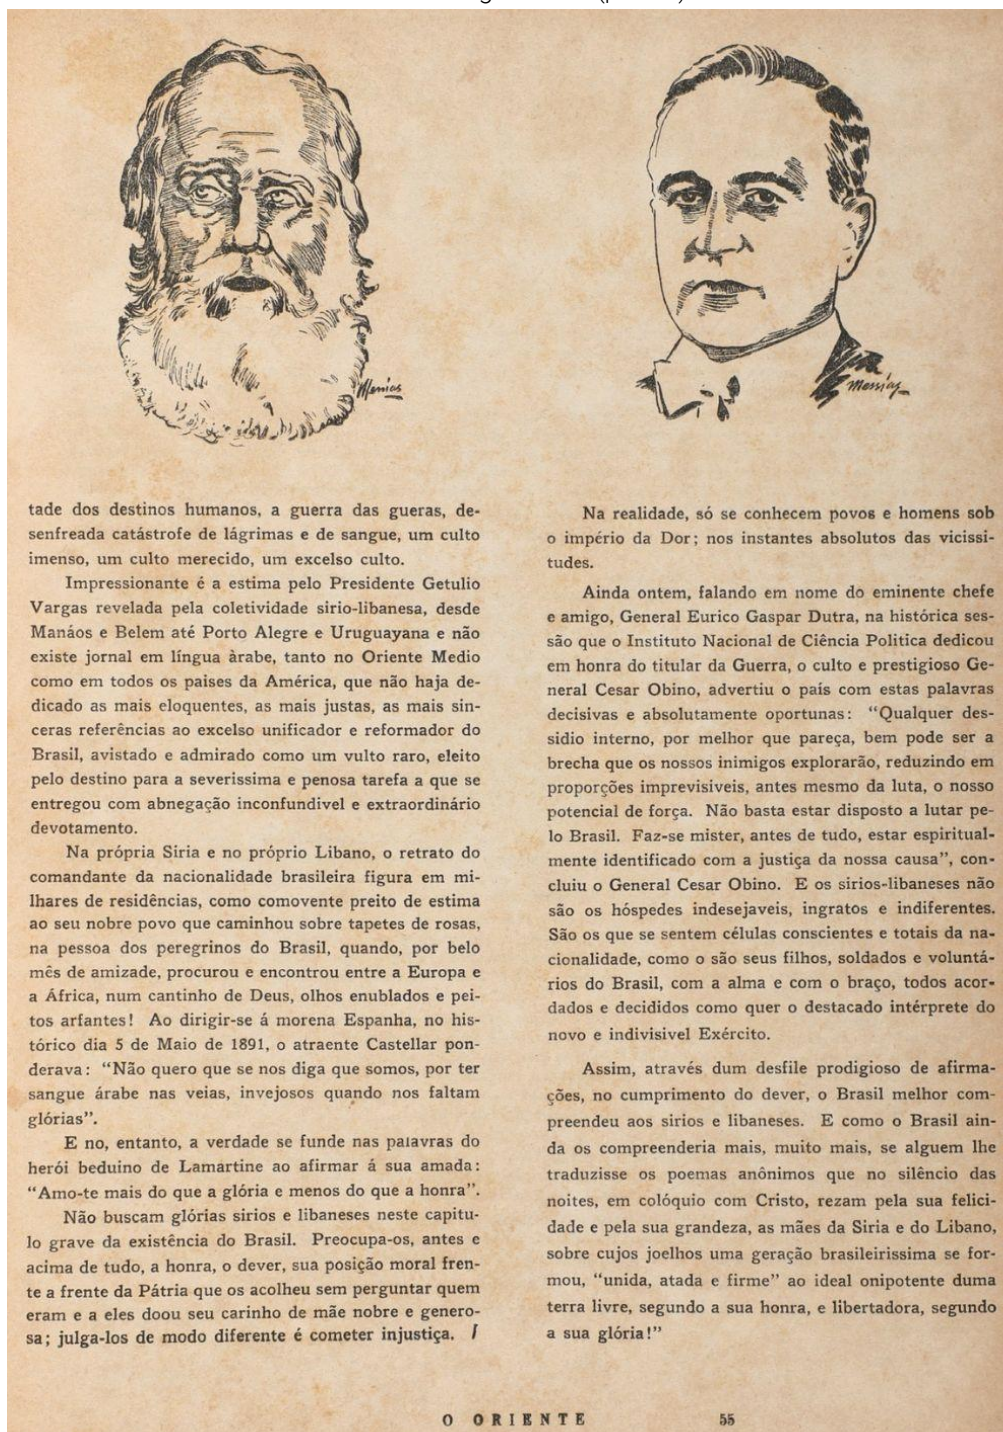 Messias
Messias
tade dos destinos humanos, a guerra das gueras, de-
senfreada catástrofe de lágrimas e de sangue, um culto
imenso, um culto merecido, um excelso culto.
Impressionante é a estima pelo Presidente Getulio
Vargas revelada pela coletividade sirio-libanesa, desde
Manáos e Belem até Porto Alegre e Uruguayana e não
existe jornal em língua àrabe, tanto no Oriente Medio
como em todos os paises da América, que não haja de-
dicado as mais eloquentes, as mais justas, as mais sin-
ceras referências ao excelso unificador e reformador do
Brasil, avistado e admirado como um vulto raro, eleito
pelo destino para a severissima e penosa tarefa a que se
entregou com abnegação inconfundivel e extraordinário
devotamento.
Na própria Siria e no próprio Libano, o retrato do
comandante da nacionalidade brasileira figura em mi-
lhares de residências, como comovente preito de estima
ao seu nobre povo que caminhou sobre tapetes de rosas,
na pessoa dos peregrinos do Brasil, quando, por belo
mês de amizade, procurou e encontrou entre a Europa e
a África, num cantinho de Deus, olhos enublados e pei-
tos arfantes! Ao dirigir-se á morena Espanha, no his-
tórico dia 5 de Maio de 1891, o atraente Castellar pon-
derava: “Não quero que se nos diga que somos, por ter
sangue árabe nas veias, invejosos quando nos faltam
glórias”.
E no, entanto, a verdade se funde nas palavras do
herói beduino de Lamartine ao afirmar á sua amada:
“Amo-te mais do que a glória e menos do que a honra”.
Não buscam glórias sirios e libaneses neste capitu-
lo grave da existência do Brasil. Preocupa-os, antes e
acima de tudo, a honra, o dever, sua posição moral fren-
te a frente da Pátria que os acolheu sem perguntar quem
eram e a eles doou seu carinho de mãe nobre e genero-
sa; julga-los de modo diferente é cometer injustiça.
Na realidade, só se conhecem povos e homens sob
o império da Dor; nos instantes absolutos das vicissi-
tudes.
Ainda ontem, falando em nome do eminente chefe
e amigo, General Eurico Gaspar Dutra, na histórica ses-
são que o Instituto Nacional de Ciência Politica dedicou
em honra do titular da Guerra, o culto e prestigioso Ge-
neral Cesar Obino, advertiu o país com estas palavras
decisivas e absolutamente oportunas: “Qualquer des-
sidio interno, por melhor que pareça, bem pode ser a
brecha que os nossos inimigos explorarão, reduzindo em
proporções imprevisiveis, antes mesmo da luta, o nosso
potencial de força. Não basta estar disposto a lutar pe-
lo Brasil. Faz-se mister, antes de tudo, estar espiritual-
mente identificado com a justiça da nossa causa”, con-
cluiu o General Cesar Obino. E os sirios-libaneses não
são os hóspedes indesejaveis, ingratos e indiferentes.
São os que se sentem células conscientes e totais da na-
cionalidade, como o são seus filhos, soldados e voluntá-
rios do Brasil, com a alma e com o braço, todos acor-
dados e decididos como quer o destacado intérprete do
novo e indivisivel Exército.
Assim, através dum desfile prodigioso de afirma-
ções, no cumprimento do dever, o Brasil melhor com-
preendeu aos sirios e libaneses. E como o Brasil ain-
da os compreenderia mais, muito mais, se alguem lhe
traduzisse os poemas anônimos que no silêncio das
noites, em colóquio com Cristo, rezam pela sua felici-
dade e pela sua grandeza, as mães da Siria e do Libano,
sobre cujos joelhos uma geração brasileirissima se for-
mou, “unida, atada e firme” ao ideal onipotente duma
terra livre, segundo a sua honra, e libertadora, segundo
a sua glória!”
O ORIENTE 55